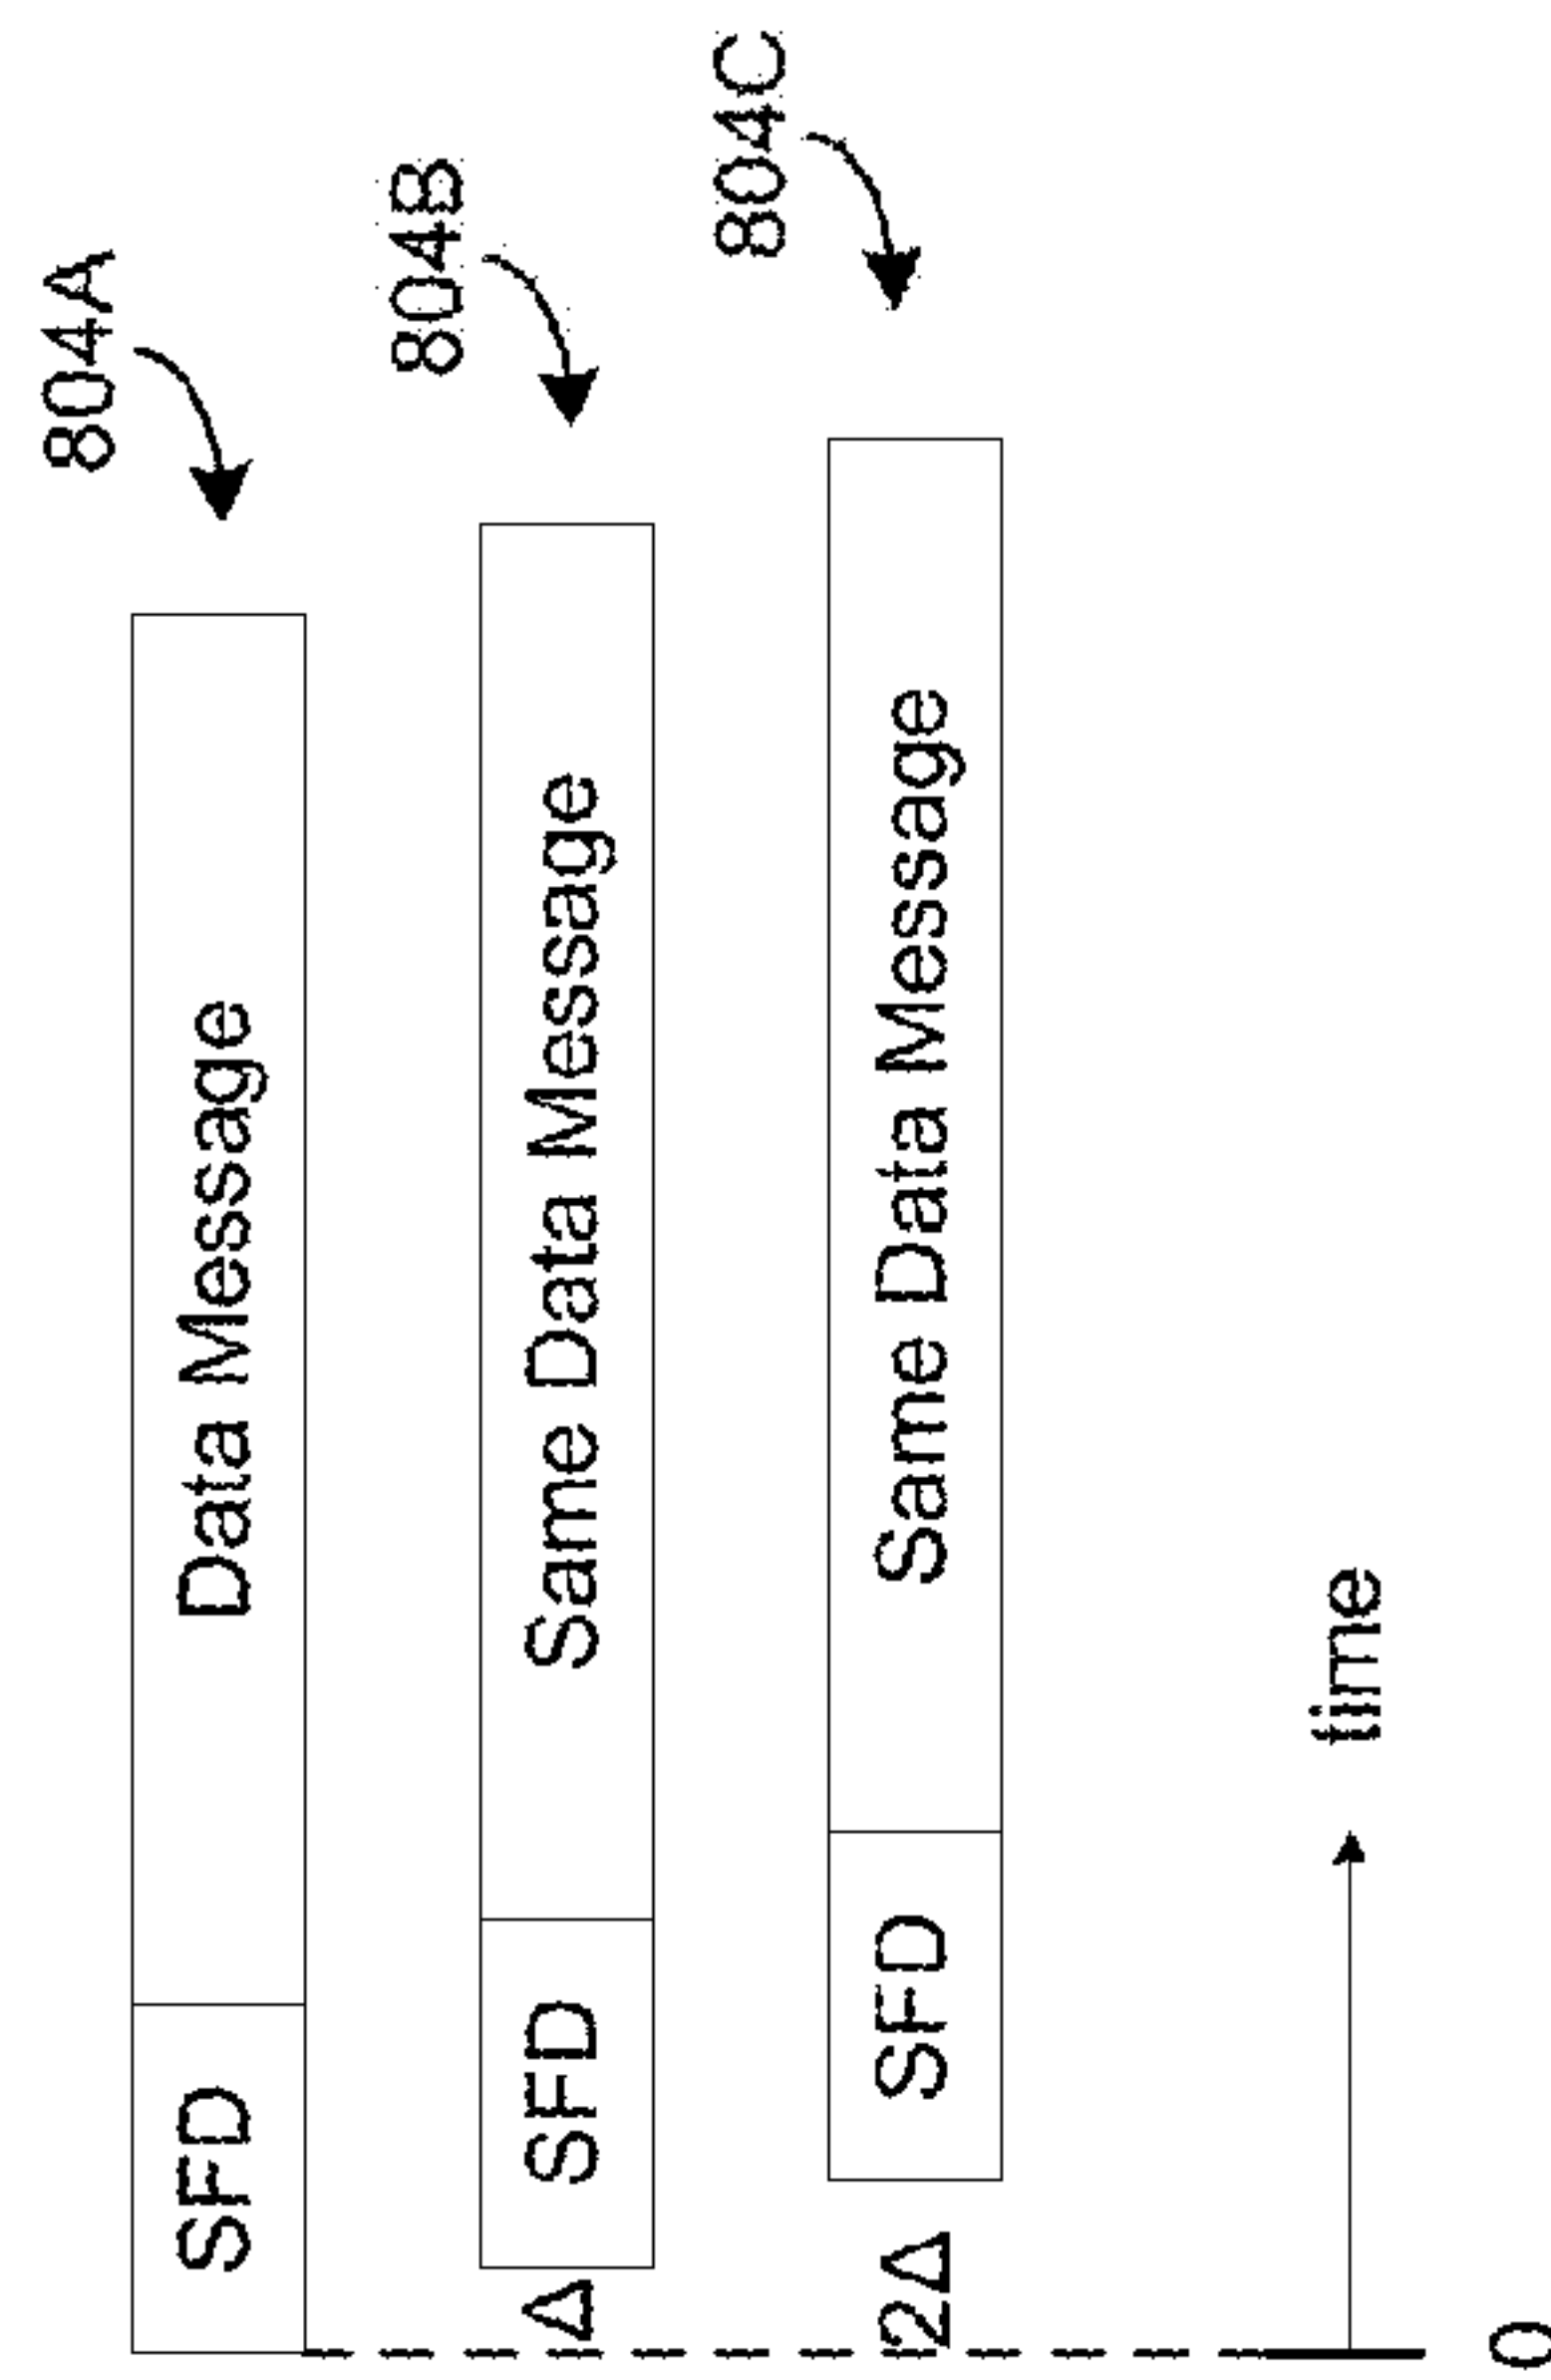 804A
SFD Data Message
804B
Δ SFD Same Data Message
804C
2Δ SFD Same Data Message
time
0